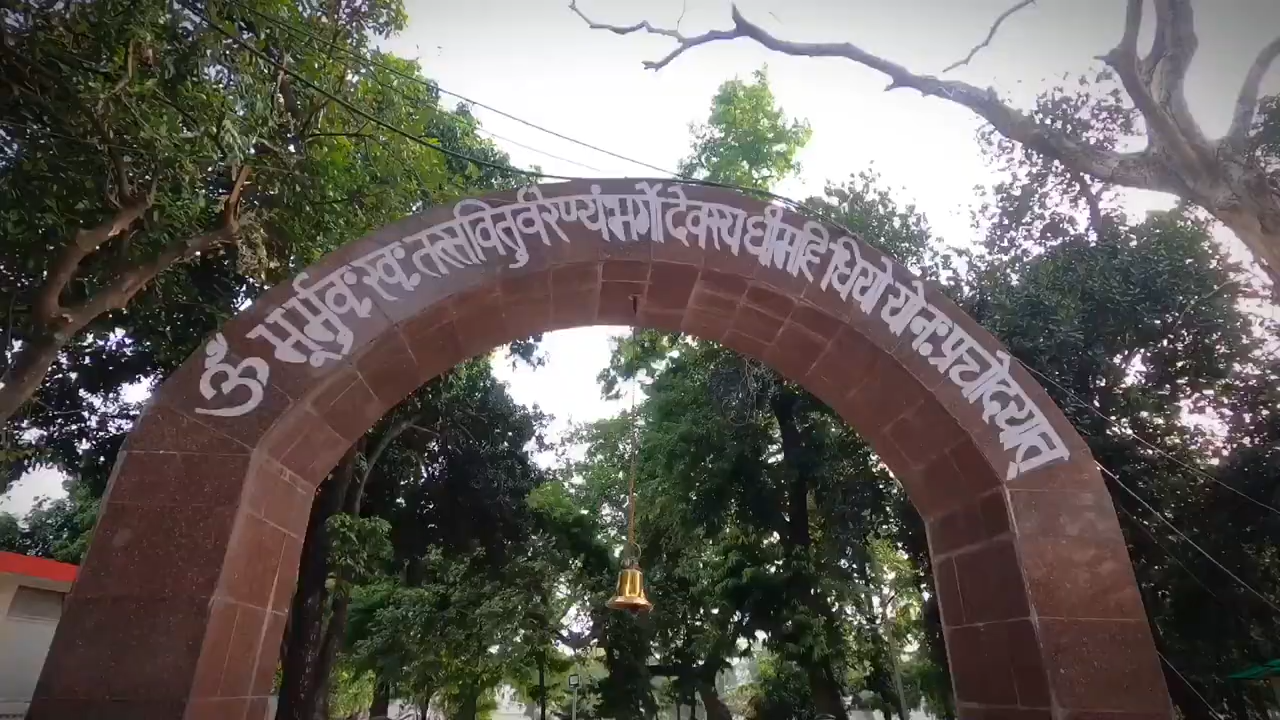 ॐ भूर्भुवः स्वः तत्सवितुर्वरेण्यं भर्गो देवस्य धीमहि धियो योनः प्रचोदयात्